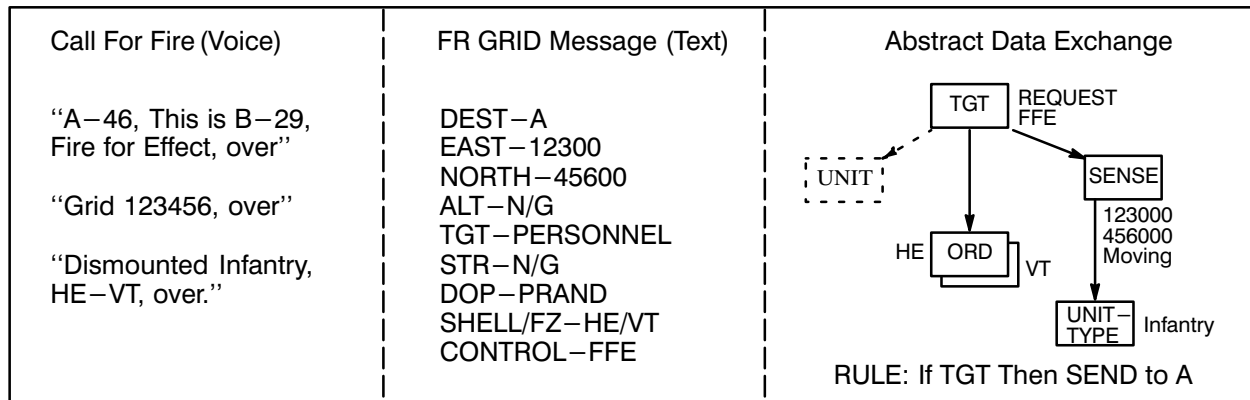 Call For Fire (Voice)
‘‘A−46, This is B−29,
Fire for Effect, over’’
‘‘Grid 123456, over’’
‘‘Dismounted Infantry,
HE−VT, over.’’
FR GRID Message (Text)
DEST−A
EAST−12300
NORTH−45600
ALT−N/G
TGT−PERSONNEL
STR−N/G
DOP−PRAND
SHELL/FZ−HE/VT
CONTROL−FFE
Abstract Data Exchange
TGT
REQUEST
FFE
UNIT
SENSE
123000
456000
Moving
HE
ORD
VT
UNIT−
TYPE
Infantry
RULE: If TGT Then SEND to A